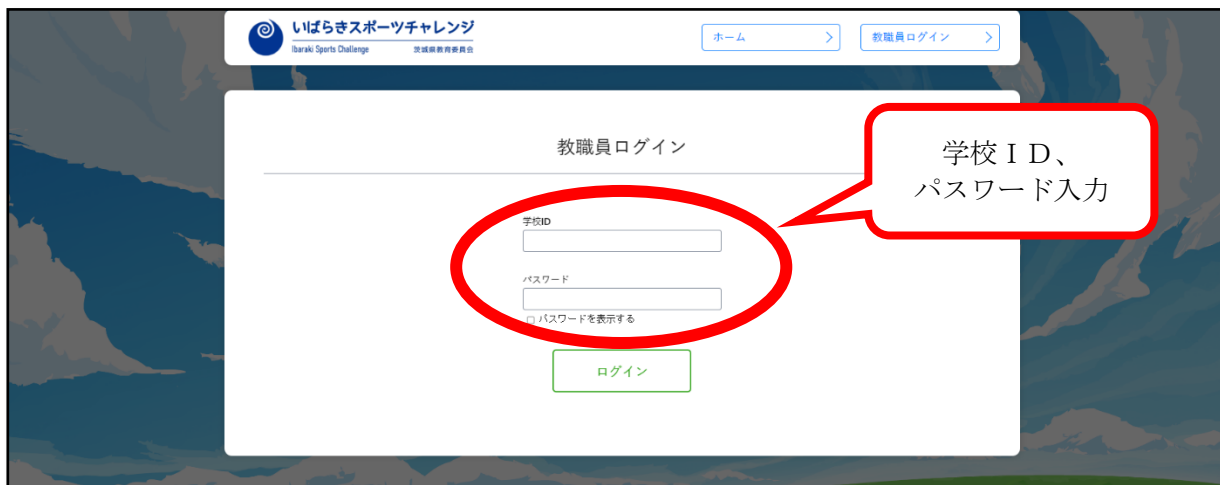 いばらきスポーツチャレンジ
Ibaraki Sports Challenge 茨城県教育委員会
ホーム
教職員ログイン
教職員ログイン
学校ＩＤ、
パスワード入力
学校ID
パスワード
パスワードを表示する
ログイン